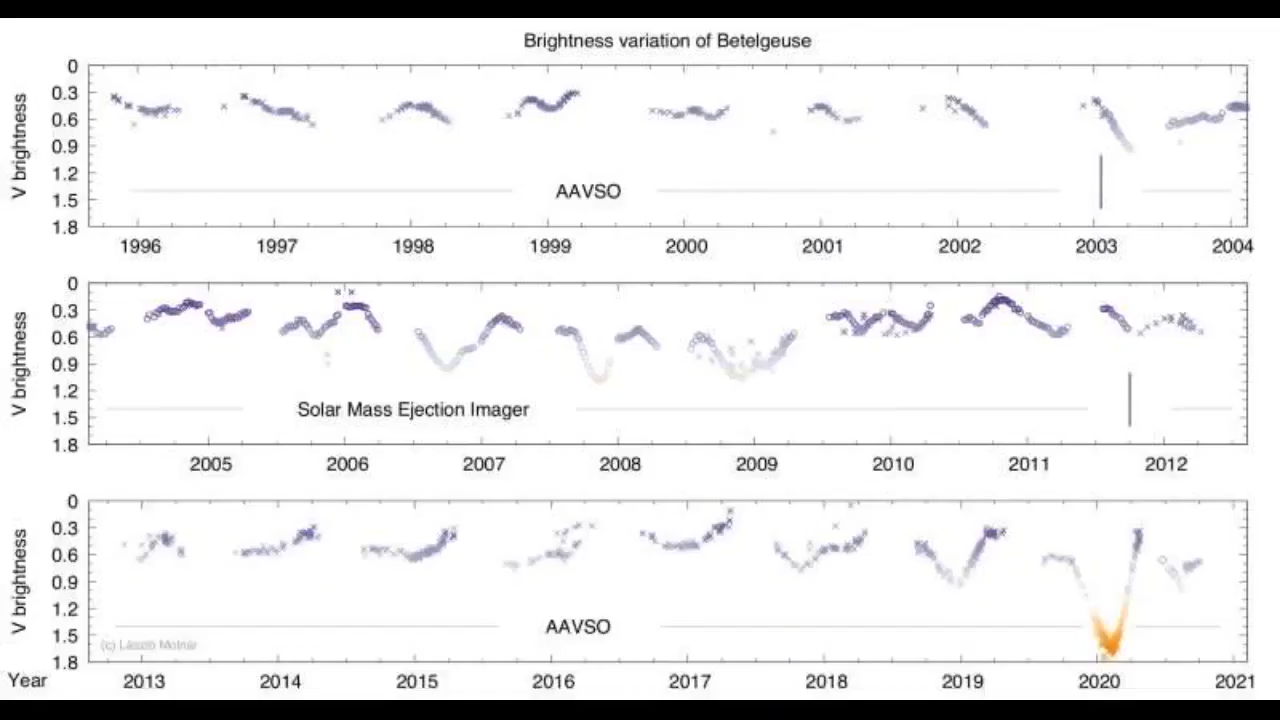 Brightness variation of Betelgeuse
V brightness
0
0.3
0.6
0.9
1.2
1.5
1.8
AAVSO
1996 1997 1998 1999 2000 2001 2002 2003 2004
V brightness
0
0.3
0.6
0.9
1.2
1.5
1.8
Solar Mass Ejection Imager
2005 2006 2007 2008 2009 2010 2011 2012
V brightness
0
0.3
0.6
0.9
1.2
1.5
1.8
AAVSO
(c) László Molnár
Year 2013 2014 2015 2016 2017 2018 2019 2020 2021